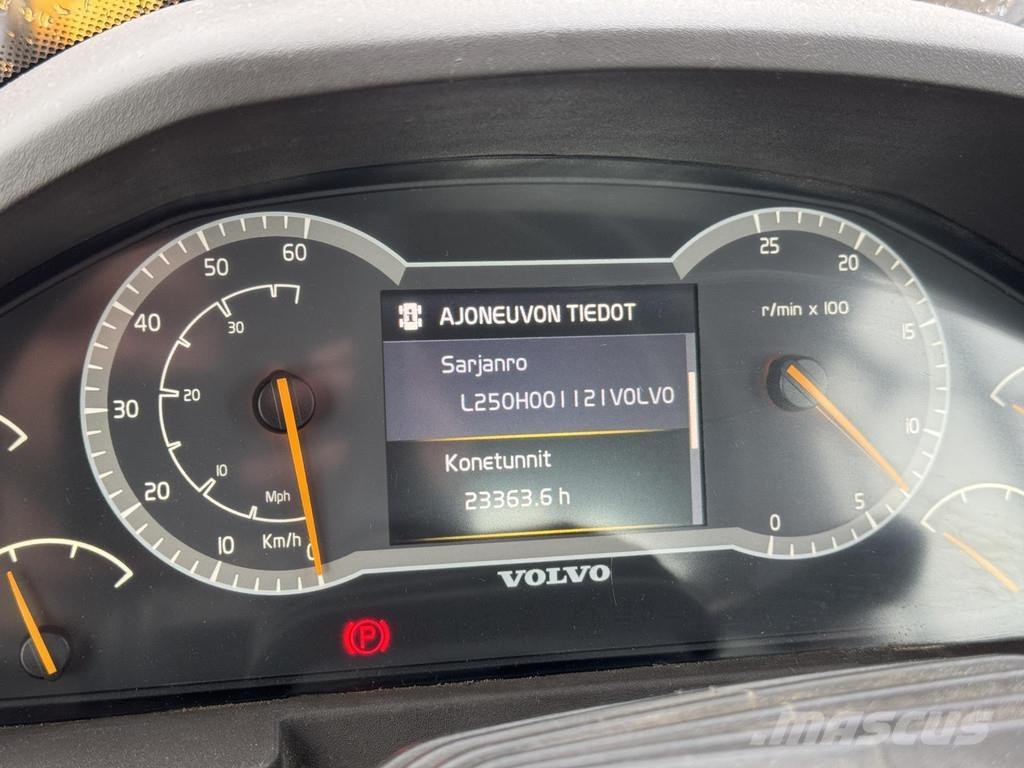 AJONEUVON TIEDOT
Sarjanro
L250H001121VOLVO
Konetunnit
23363.6 h
60
50
40
30
20
10
0
30
20
10
Mph
Km/h
25
20
15
10
5
0
r/min x 100
VOLVO
P
mascus